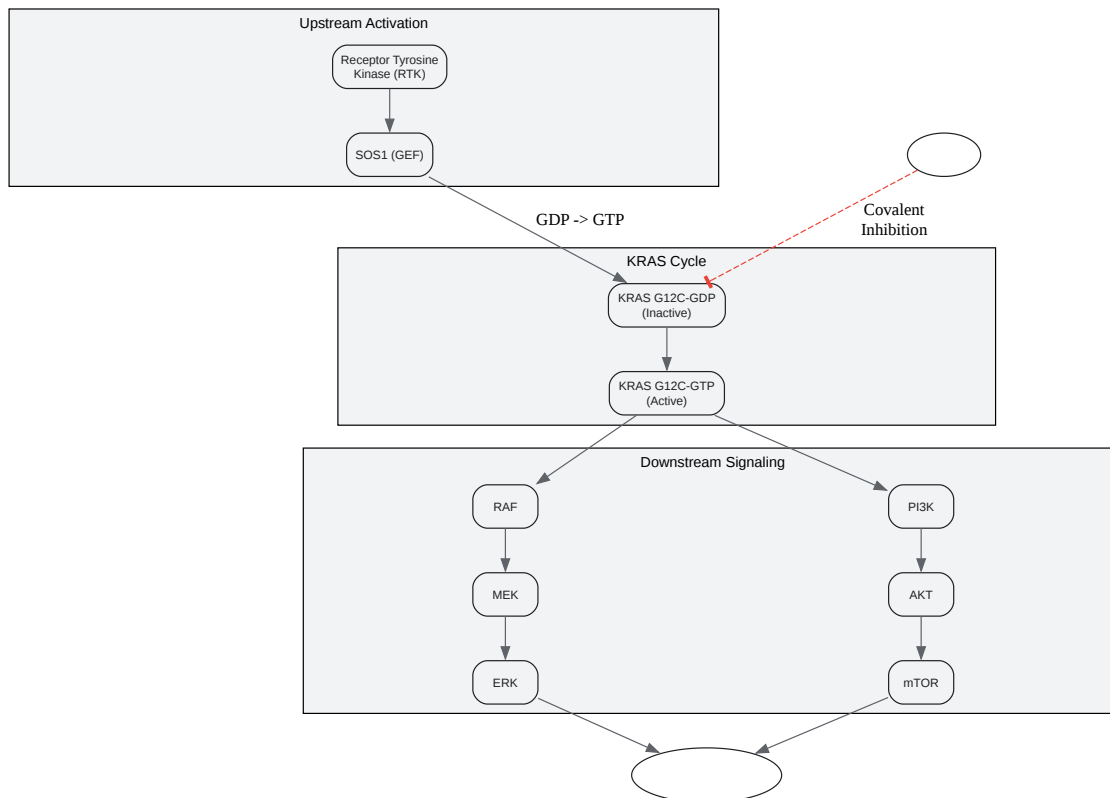 Upstream Activation
Receptor Tyrosine
Kinase (RTK)
SOS1 (GEF)
GDP -> GTP
Covalent
Inhibition
KRAS Cycle
KRAS G12C-GDP
(Inactive)
KRAS G12C-GTP
(Active)
Downstream Signaling
RAF
PI3K
MEK
AKT
ERK
mTOR